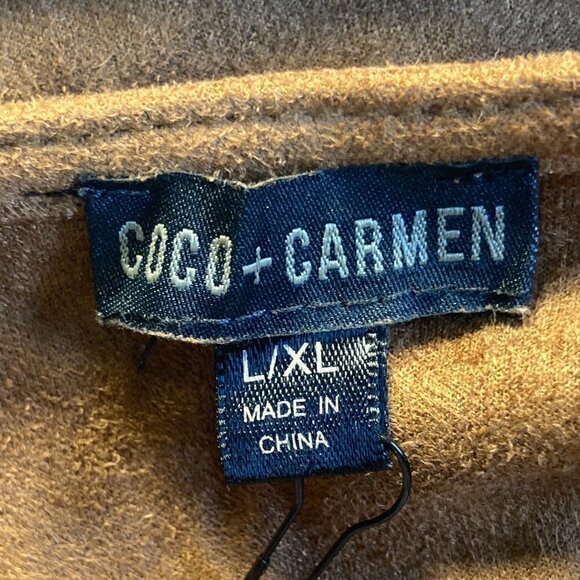 COCO + CARMEN
L/XL
MADE IN
CHINA